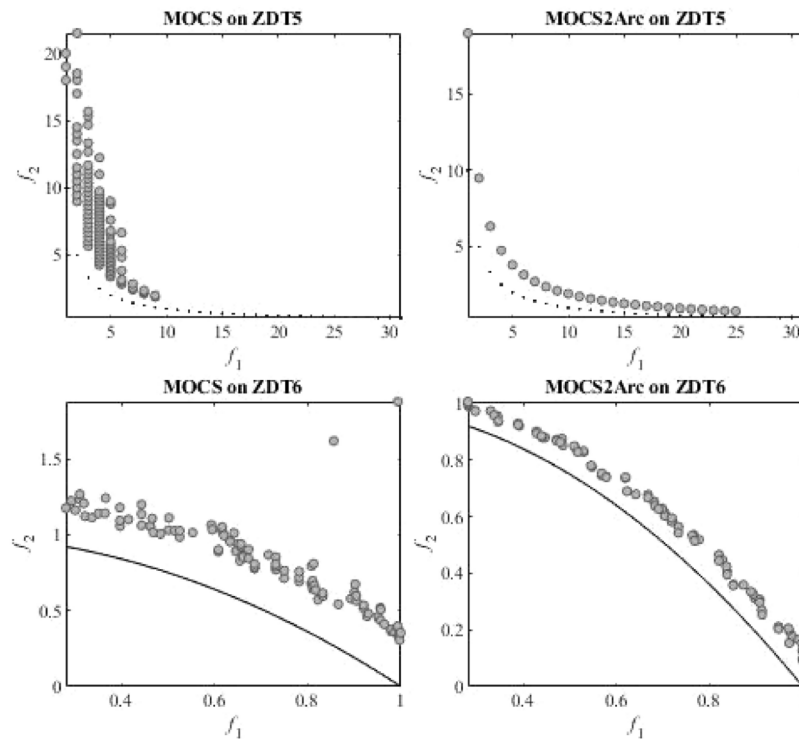 MOCS on ZDT5
MOCS2Arc on ZDT5
20
15
10
5
f2
5 10 15 20 25 30
f1
15
10
5
f2
5 10 15 20 25 30
f1
MOCS on ZDT6
MOCS2Arc on ZDT6
1.5
1
0.5
0
f2
0.4 0.6 0.8 1
f1
1
0.8
0.6
0.4
0.2
0
f2
0.4 0.6 0.8
f1